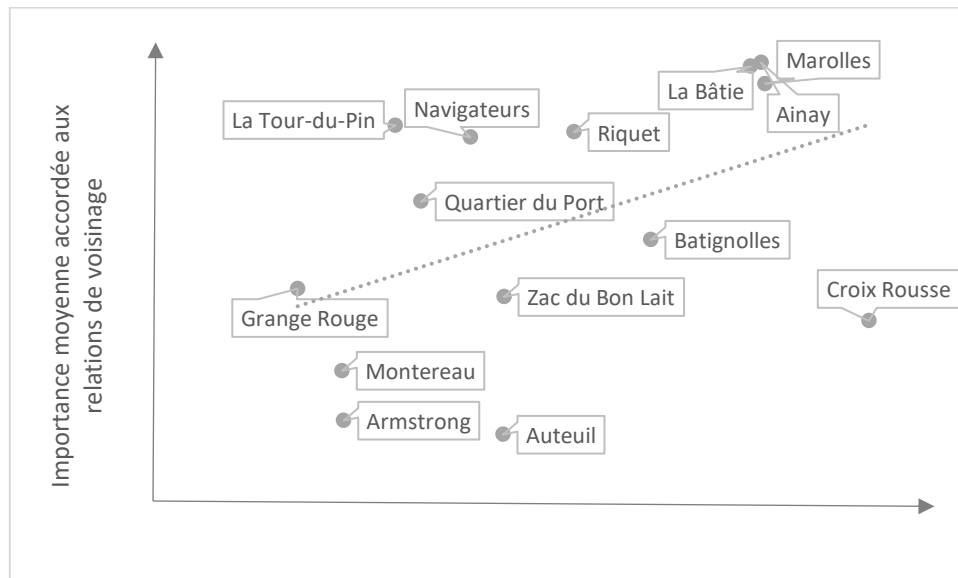 Importance moyenne accordée aux
relations de voisinage
Marolles
La Bâtie
Ainay
La Tour-du-Pin
Navigateurs
Riquet
Quartier du Port
Batignolles
Zac du Bon Lait
Croix Rousse
Grange Rouge
Montereau
Armstrong
Auteuil